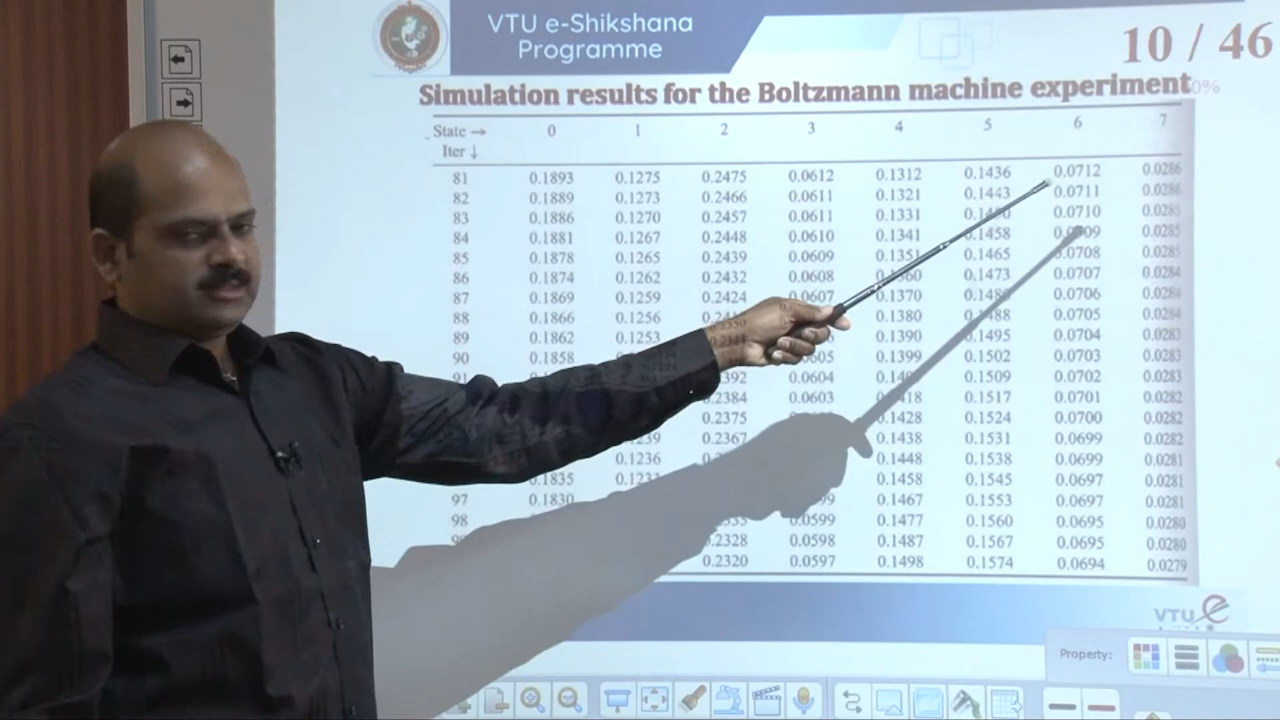 VTU e-Shikshana
Programme
10 / 46
Simulation results for the Boltzmann machine experiment
0%
State → 0 1 2 3 4 5 6 7
Iter ↓
81 0.1893 0.1275 0.2475 0.0612 0.1312 0.1436 0.0712 0.0286
82 0.1889 0.1273 0.2466 0.0611 0.1321 0.1443 0.0711 0.0286
83 0.1886 0.1270 0.2457 0.0611 0.1331 0.0710 0.0285
84 0.1881 0.1267 0.2448 0.0610 0.1341 0.1458 0.0285
85 0.1878 0.1265 0.2439 0.0609 0.1351 0.1465 0.0708 0.0285
86 0.1874 0.1262 0.2432 0.0608 0.1473 0.0707 0.0284
87 0.1869 0.1259 0.2424 0.0607 0.1370 0.0706 0.0284
88 0.1866 0.1256 0.1380 0.0705 0.0284
89 0.1862 0.1253 0.1390 0.1495 0.0704 0.0283
90 0.1858 0.1399 0.1502 0.0703 0.0283
91 0.0604 0.1509 0.0702 0.0283
0.0603 0.1517 0.0701 0.0282
0.2375 0.1428 0.1524 0.0700 0.0282
0.2367 0.1438 0.1531 0.0699 0.0282
0.1236 0.1448 0.1538 0.0699 0.0281
0.1835 0.1458 0.1545 0.0697 0.0281
97 0.1830 0.1467 0.1553 0.0697 0.0281
98 0.0599 0.1477 0.1560 0.0695 0.0280
0.2328 0.0598 0.1487 0.1567 0.0695 0.0280
0.2320 0.0597 0.1498 0.1574 0.0694 0.0279
VTU e
Property: